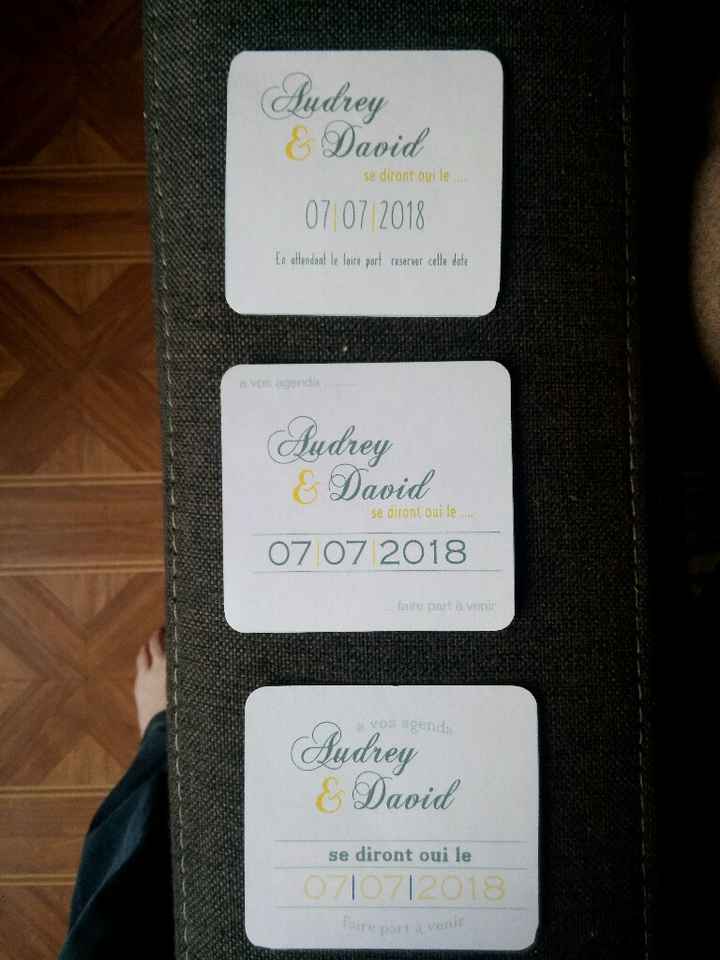 Audrey
& David
se diront oui le ....
07|07|2018
En attendant le faire part reserver cette date
a vos agenda .........
Audrey
& David
se diront oui le ....
07|07|2018
... faire part à venir
a vos agenda
Audrey
& David
se diront oui le
07|07|2018
faire part à venir